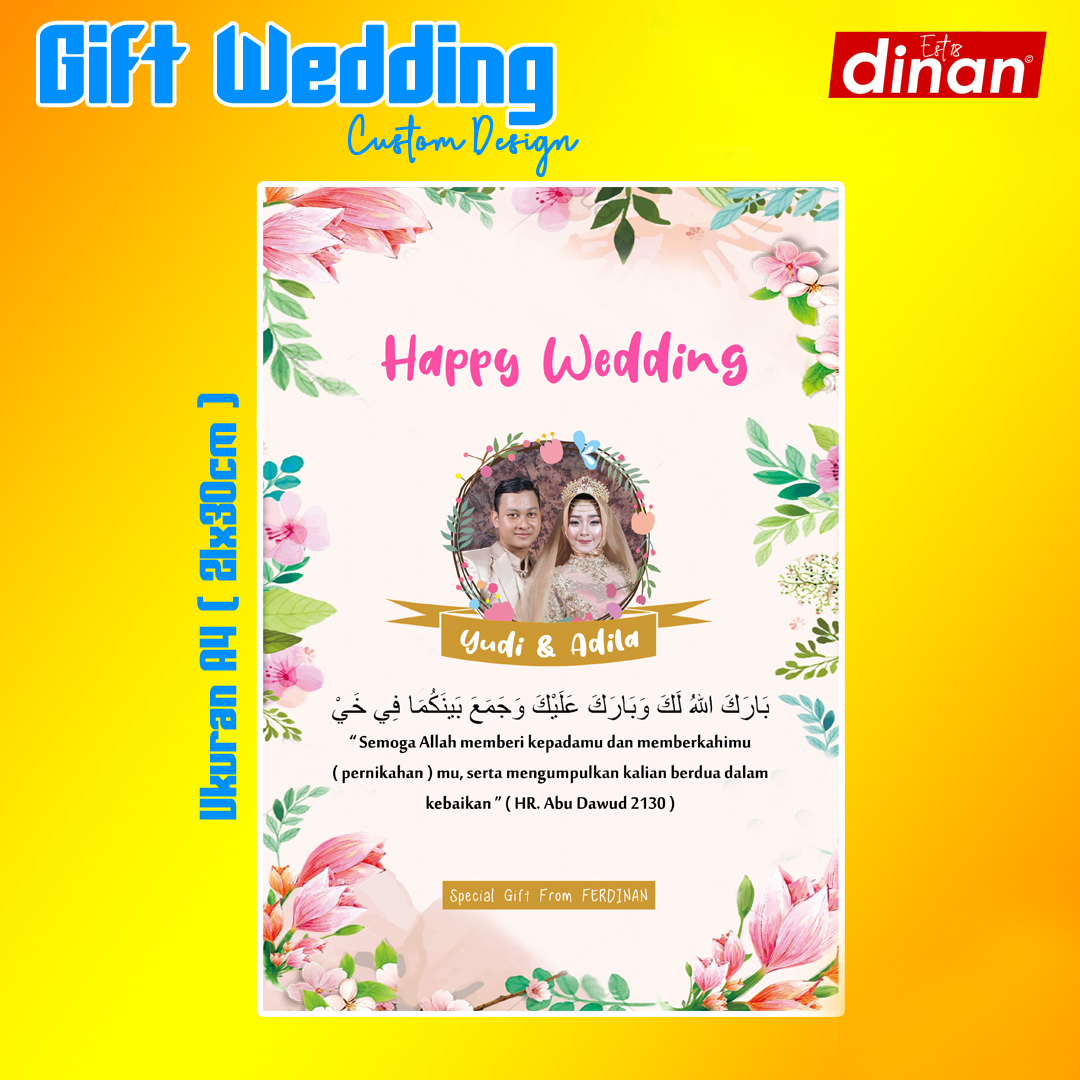 Gift Wedding
Custom Design
Est 18
dinan©
Ukuran A4 ( 21x30cm )
Happy Wedding
Yudi & Adila
بَارَكَ اللهُ لَكَ وَبَارَكَ عَلَيْكَ وَجَمَعَ بَينَكُمَا فِي خَيْ
“ Semoga Allah memberi kepadamu dan memberkahimu
( pernikahan ) mu, serta mengumpulkan kalian berdua dalam
kebaikan ” ( HR. Abu Dawud 2130 )
Special Gift From FERDINAN